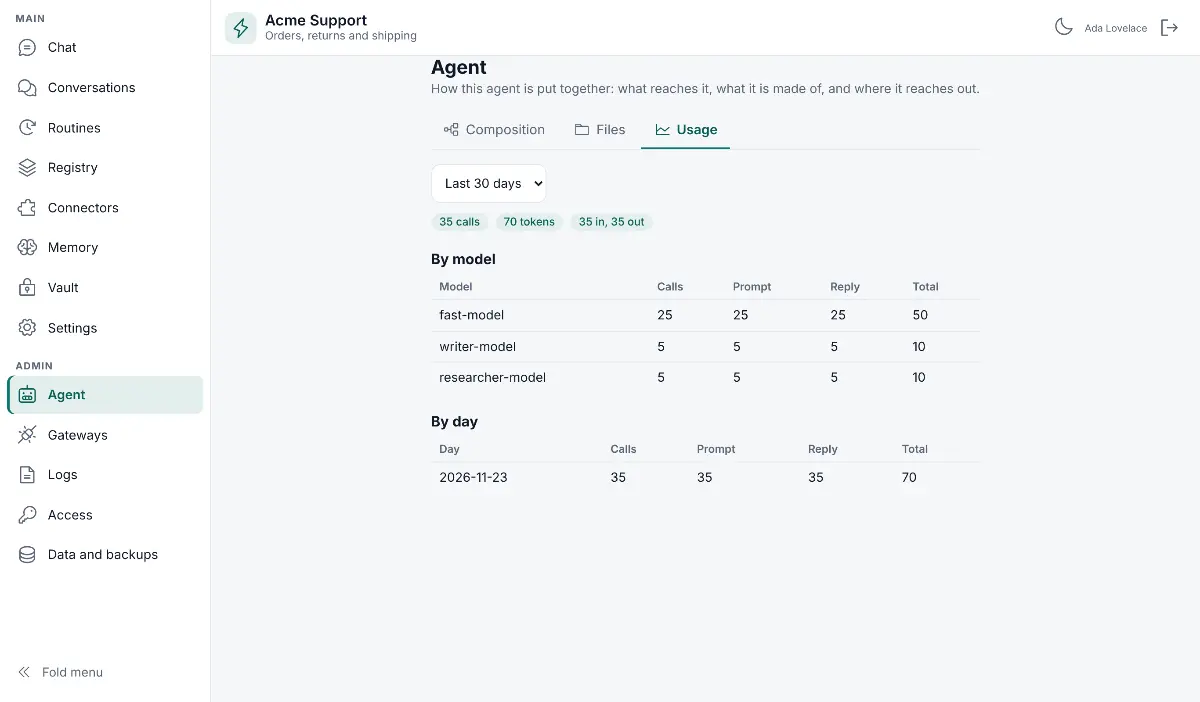 MAIN
Chat
Conversations
Routines
Registry
Connectors
Memory
Vault
Settings
ADMIN
Agent
Gateways
Logs
Access
Data and backups
Fold menu
Acme Support
Orders, returns and shipping
Ada Lovelace
Agent
How this agent is put together: what reaches it, what it is made of, and where it reaches out.
Composition Files Usage
Last 30 days
35 calls 70 tokens 35 in, 35 out
By model
Model Calls Prompt Reply Total
fast-model 25 25 25 50
writer-model 5 5 5 10
researcher-model 5 5 5 10
By day
Day Calls Prompt Reply Total
2026-11-23 35 35 35 70